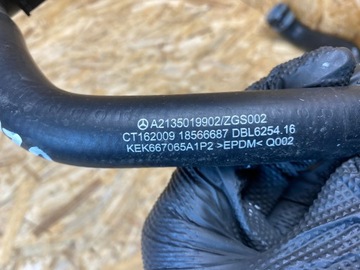 A2135019902/ZGS002
CT162009 18566687 DBL6254.16
KEK667065A1P2 >EPDM< Q002